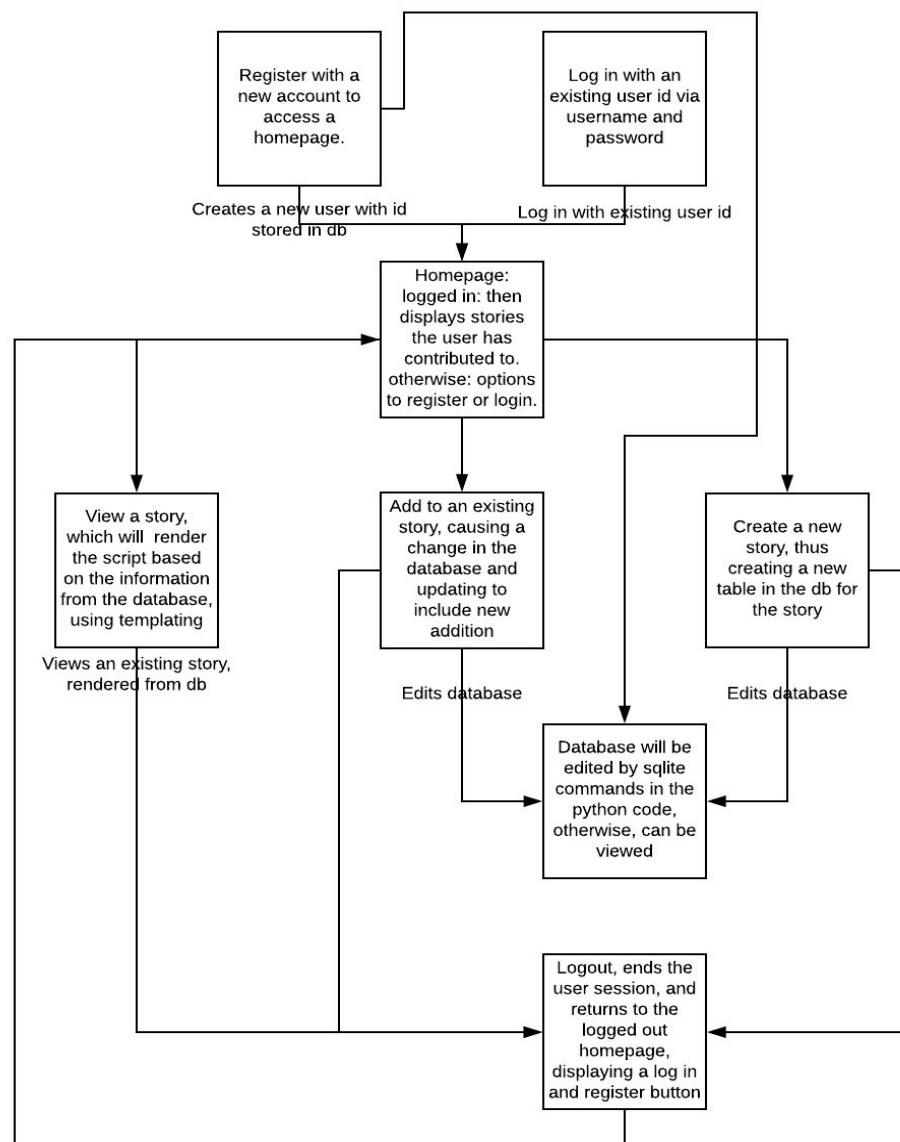 Register with a
new account to
access a
homepage.
Log in with an
existing user id via
username and
password
Creates a new user with id
stored in db
Log in with existing user id
Homepage:
logged in: then
displays stories
the user has
contributed to.
otherwise: options
to register or login.
View a story,
which will render
the script based
on the information
from the database,
using templating
Add to an existing
story, causing a
change in the
database and
updating to
include new
addition
Create a new
story, thus
creating a new
table in the db for
the story
Views an existing story,
rendered from db
Edits database
Edits database
Database will be
edited by sqlite
commands in the
python code,
otherwise, can be
viewed
Logout, ends the
user session, and
returns to the
logged out
homepage,
displaying a log in
and register button